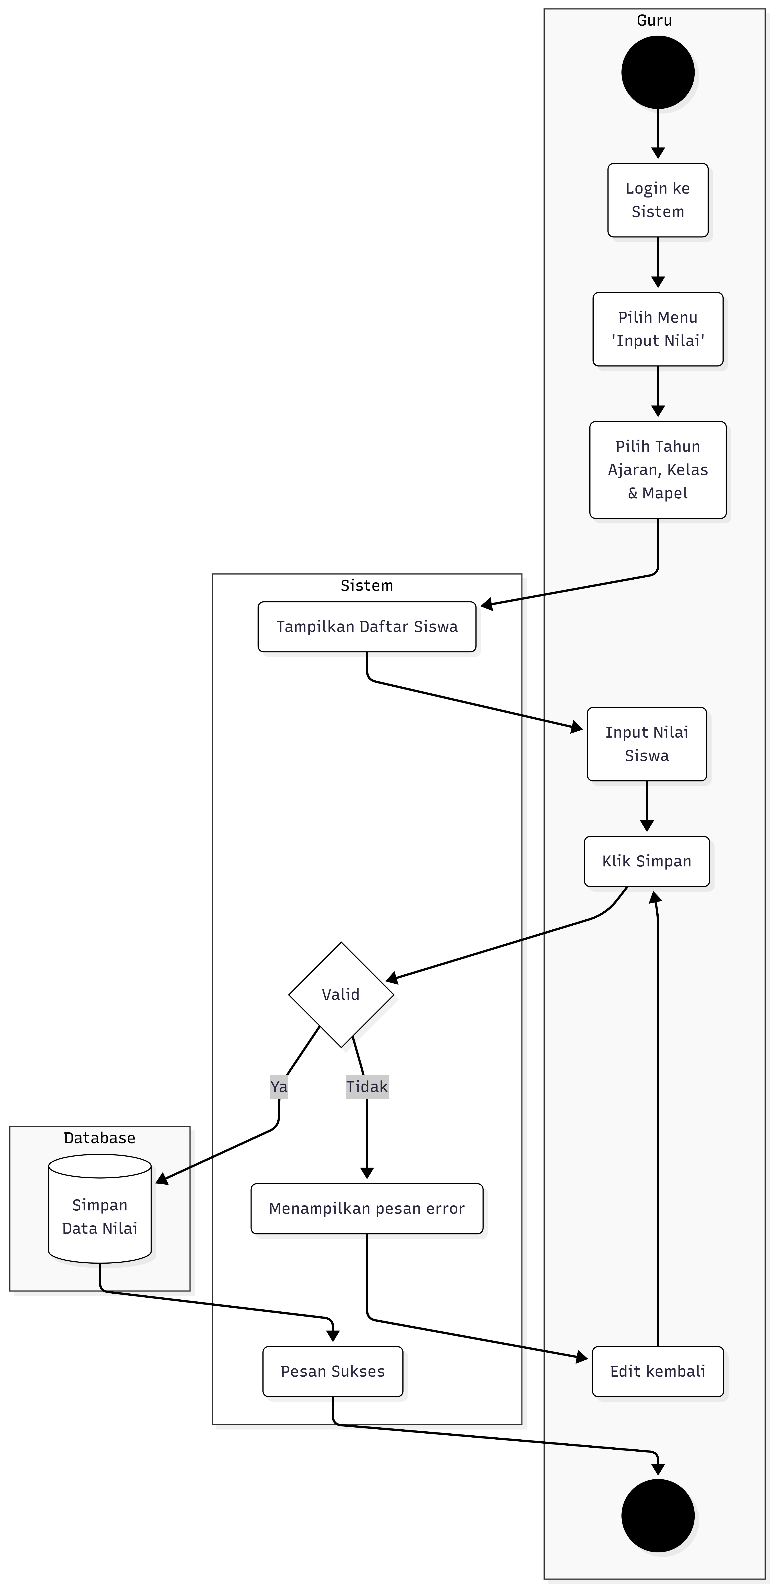 Guru
Login ke
Sistem
Pilih Menu
'Input Nilai'
Pilih Tahun
Ajaran, Kelas
& Mapel
Sistem
Tampilkan Daftar Siswa
Input Nilai
Siswa
Klik Simpan
Valid
Ya
Tidak
Database
Simpan
Data Nilai
Menampilkan pesan error
Pesan Sukses
Edit kembali